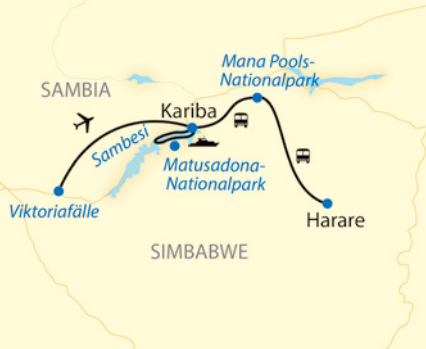 Mana Pools-
Nationalpark
SAMBIA
Kariba
Sambesi
Matusadona-
Nationalpark
Viktoriafälle
Harare
SIMBABWE